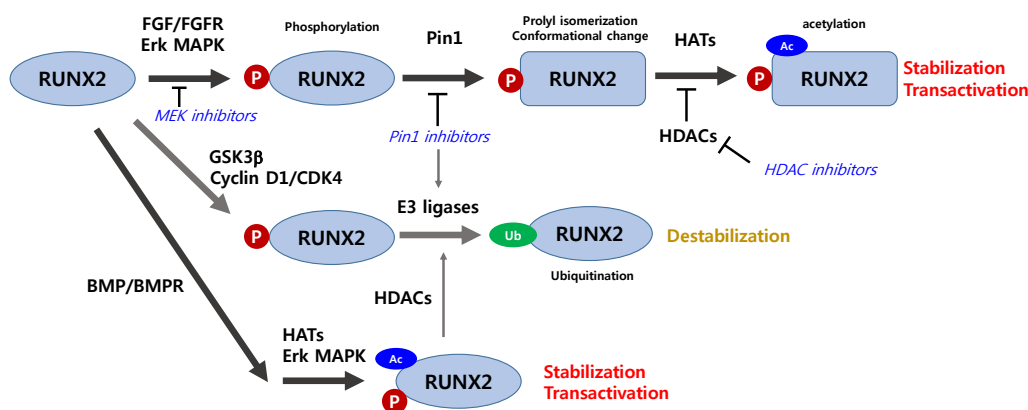 FGF/FGFR
Erk MAPK
Phosphorylation
Pin1
Prolyl isomerization
Conformational change
HATs
acetylation
Ac
RUNX2
P
RUNX2
P
RUNX2
P
RUNX2
Stabilization
Transactivation
MEK inhibitors
Pin1 inhibitors
HDACs
HDAC inhibitors
GSK3β
Cyclin D1/CDK4
E3 ligases
P
RUNX2
Ub
RUNX2
Destabilization
Ubiquitination
BMP/BMPR
HDACs
HATs
Erk MAPK
Ac
RUNX2
P
Stabilization
Transactivation